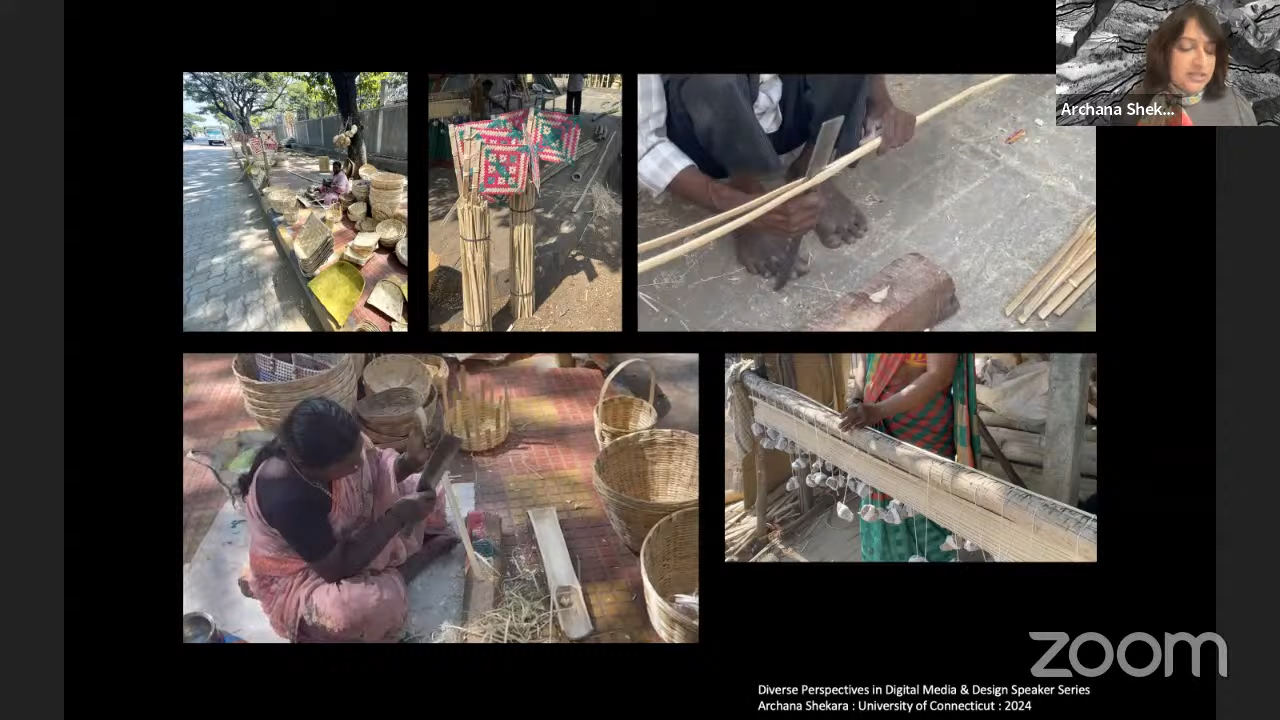 Archana Shek...
zoom
Diverse Perspectives in Digital Media & Design Speaker Series
Archana Shekara : University of Connecticut : 2024